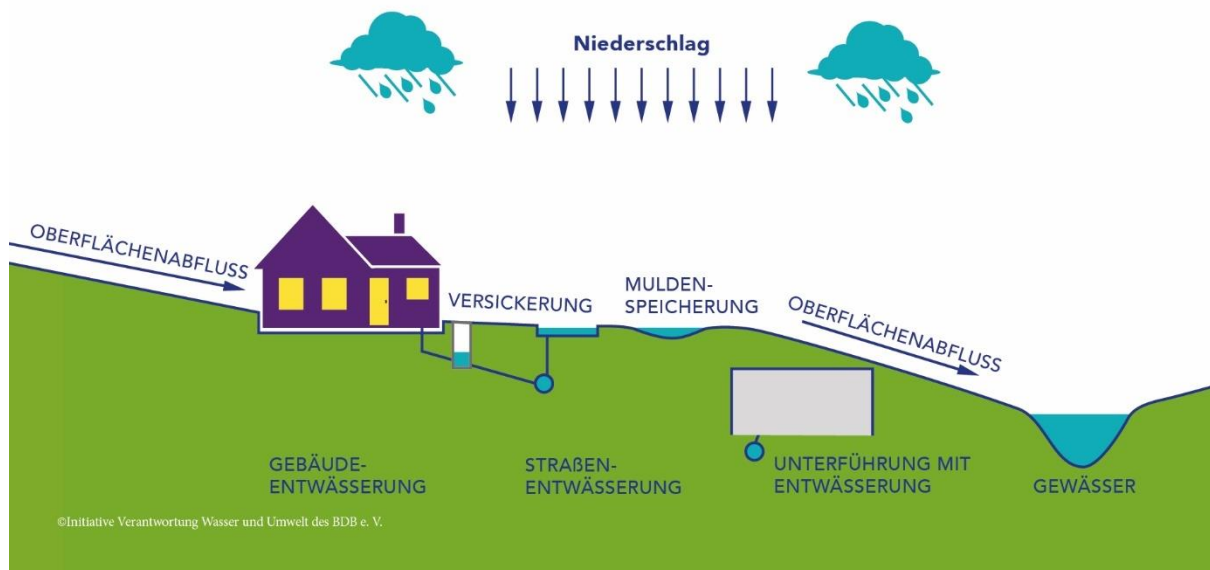 Niederschlag
OBERFLÄCHENABFLUSS
VERSICKERUNG
MULDEN-
SPEICHERUNG
OBERFLÄCHENABFLUSS
GEBÄUDE-
ENTWÄSSERUNG
STRAßEN-
ENTWÄSSERUNG
UNTERFÜHRUNG MIT
ENTWÄSSERUNG
GEWÄSSER
©Initiative Verantwortung Wasser und Umwelt des BDB e. V.